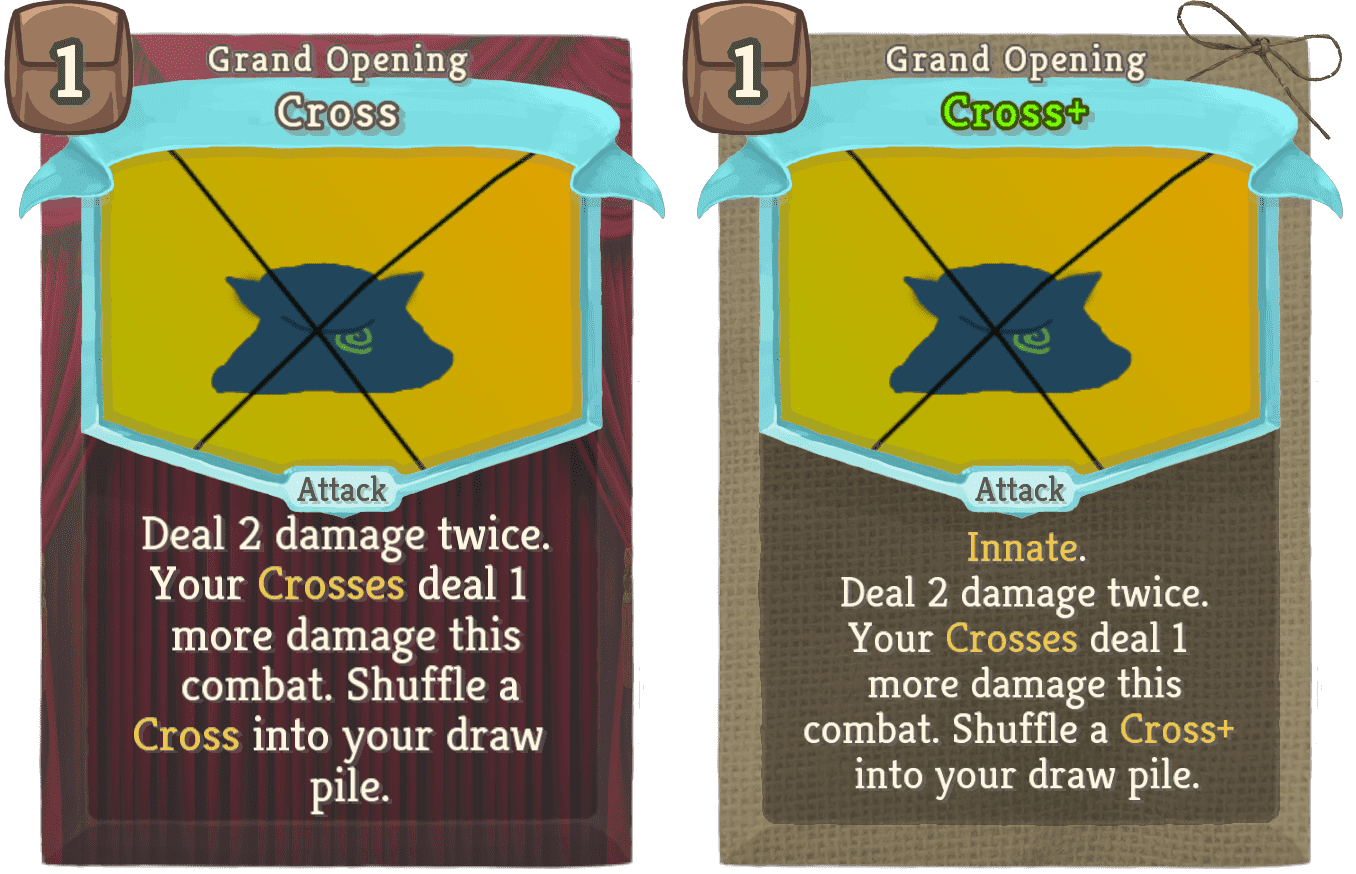 1
Grand Opening
Cross
Attack
Deal 2 damage twice.
Your Crosses deal 1
more damage this
combat. Shuffle a
Cross into your draw
pile.
1
Grand Opening
Cross+
Attack
Innate.
Deal 2 damage twice.
Your Crosses deal 1
more damage this
combat. Shuffle a Cross+
into your draw pile.